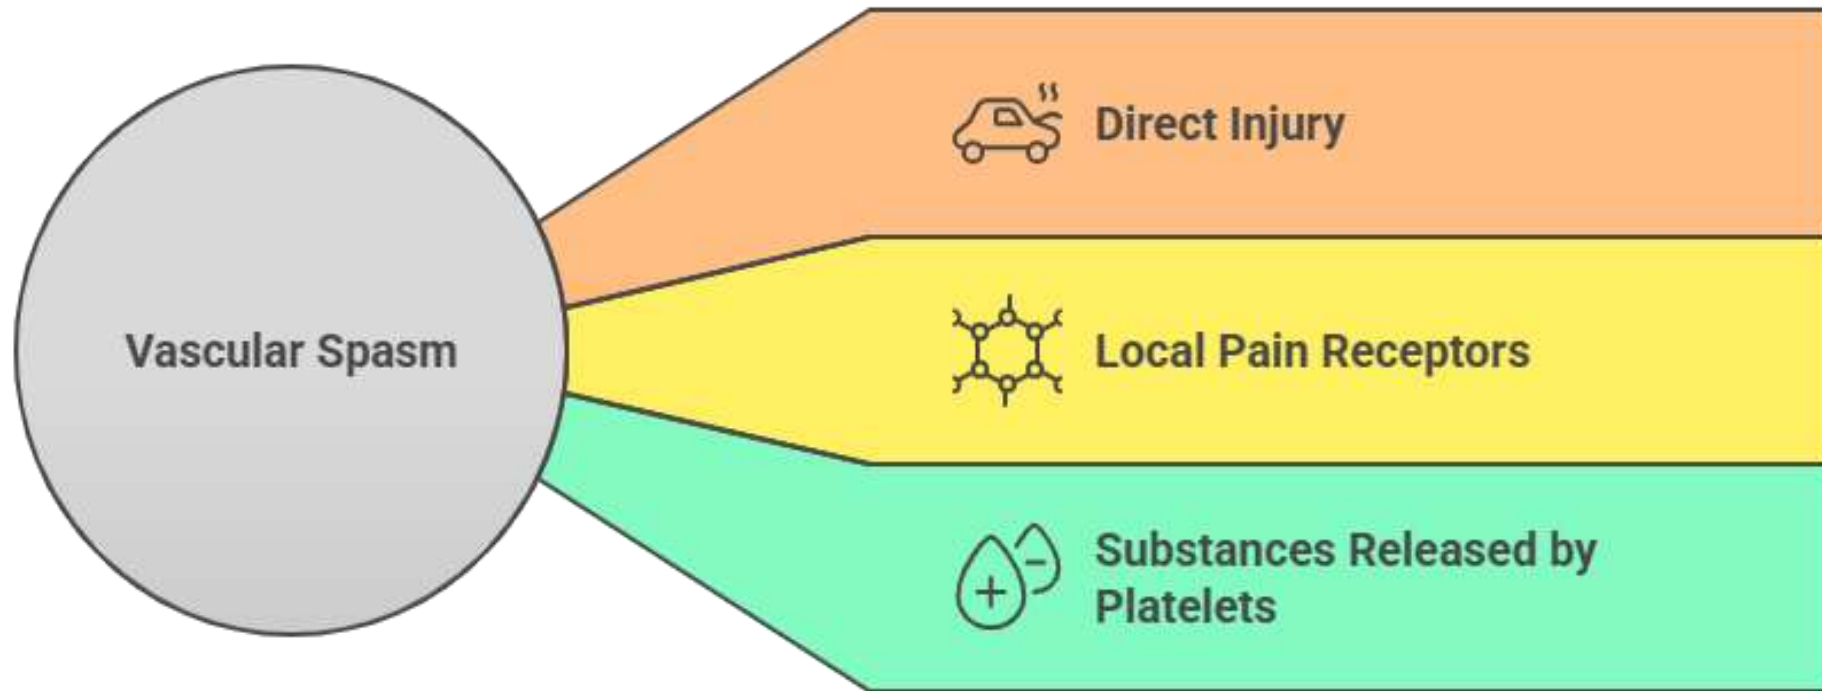 Vascular Spasm
Direct Injury
Local Pain Receptors
Substances Released by
Platelets